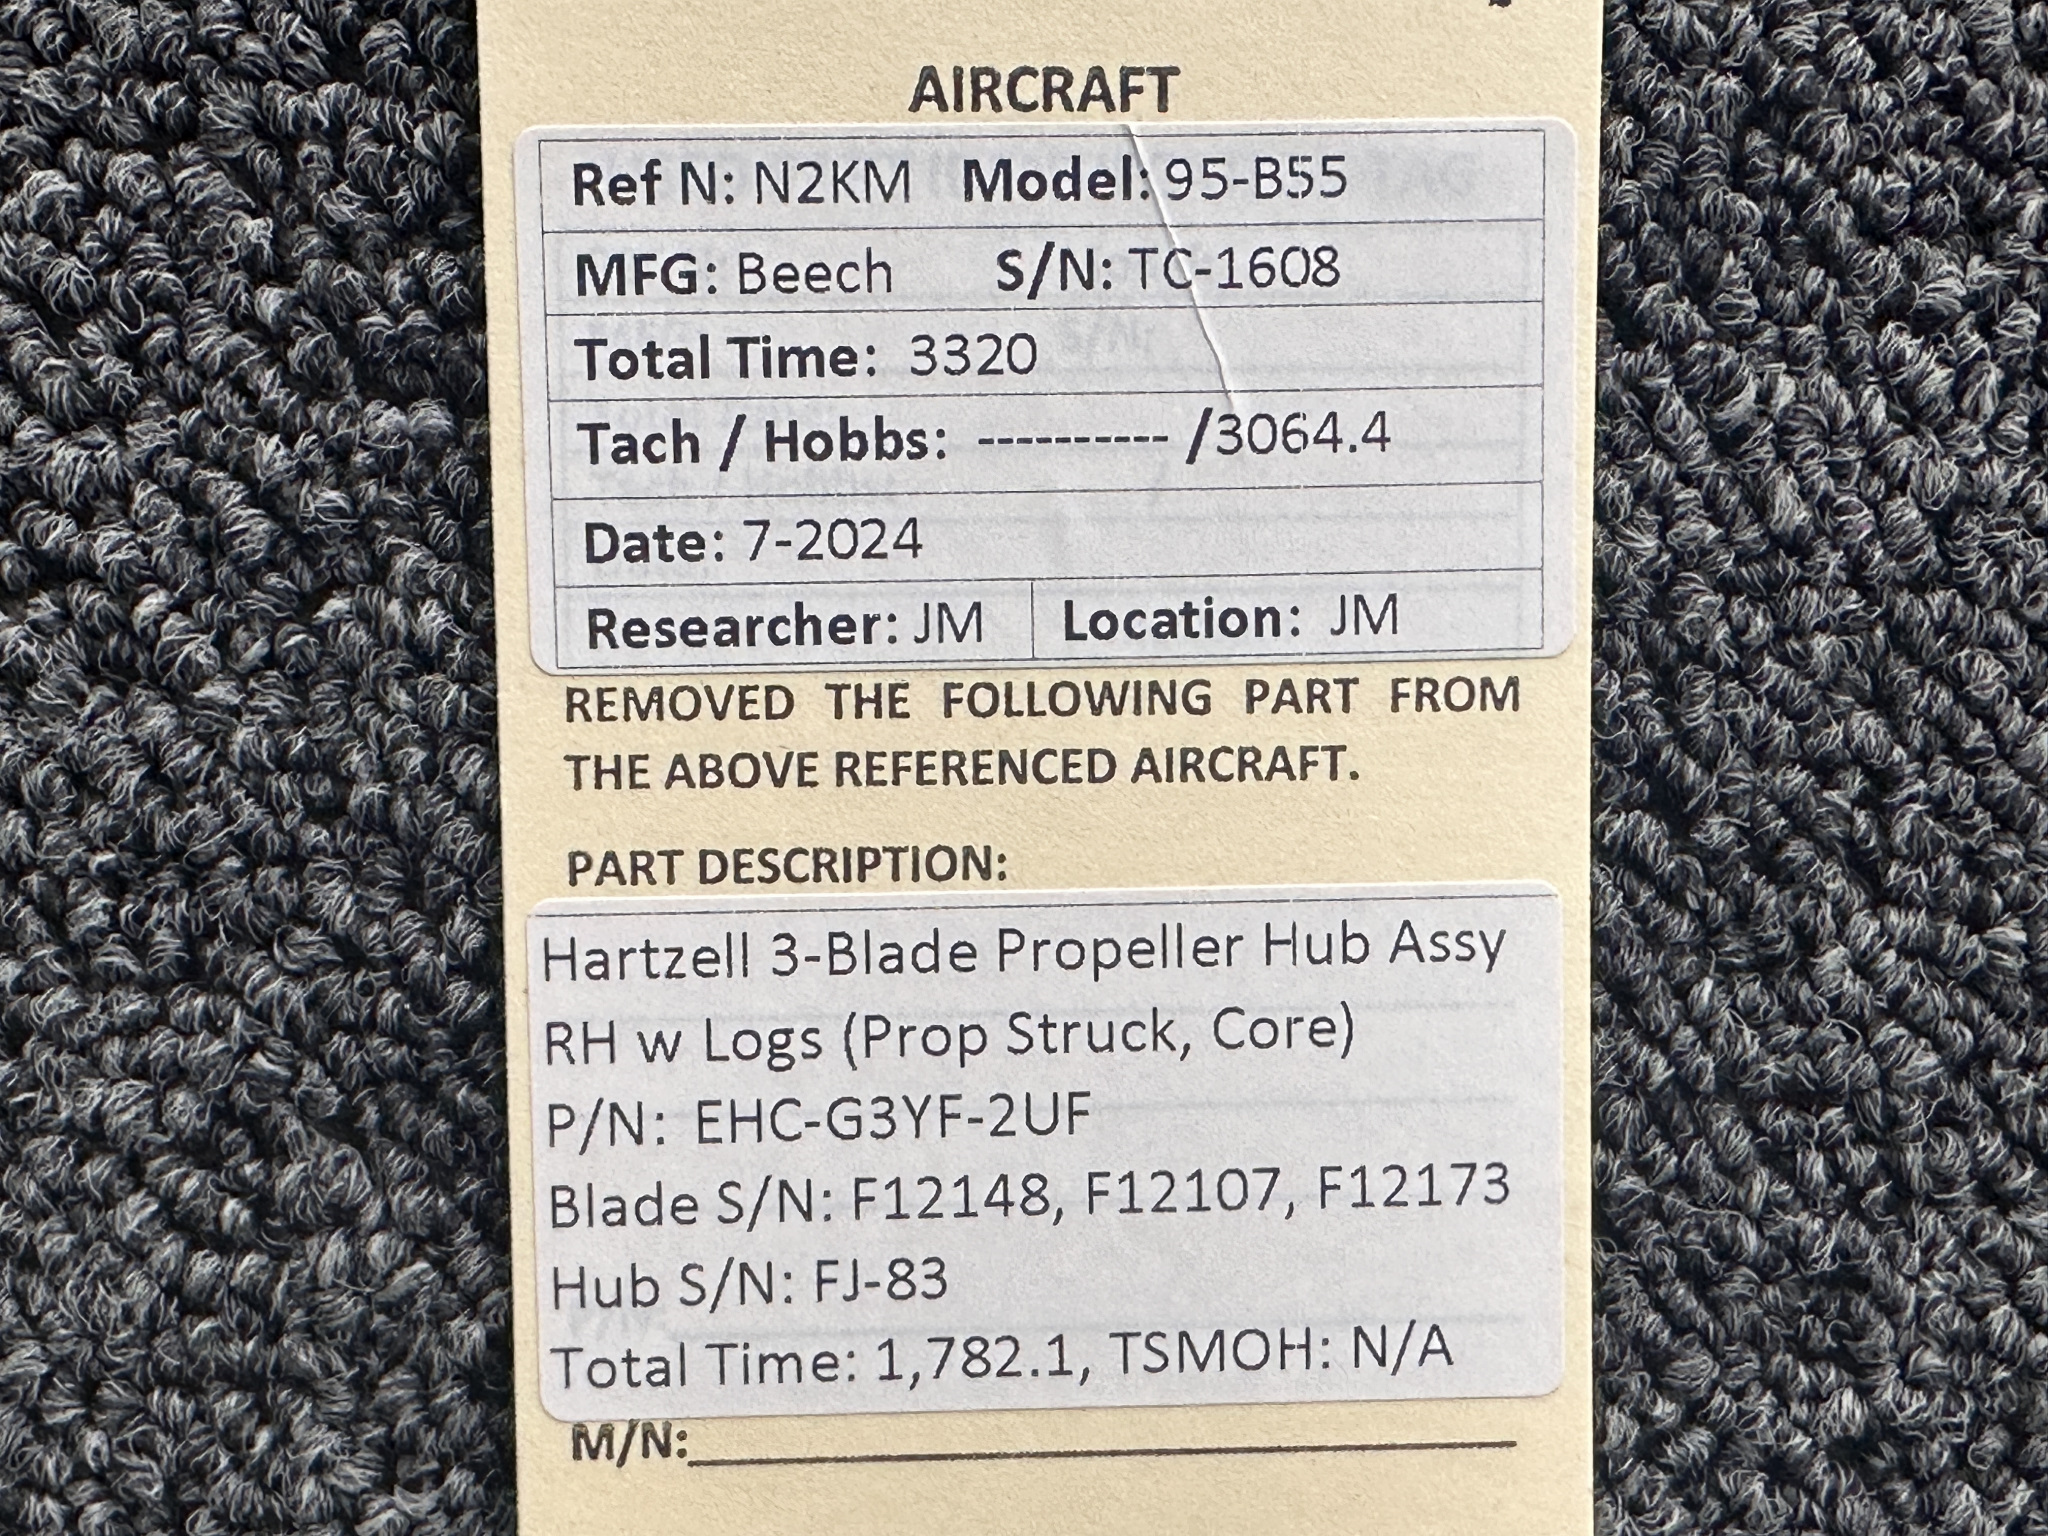 AIRCRAFT
Ref N: N2KM Model: 95-B55
MFG: Beech S/N: TC-1608
Total Time: 3320
Tach / Hobbs: ---------- /3064.4
Date: 7-2024
Researcher: JM Location: JM
REMOVED THE FOLLOWING PART FROM
THE ABOVE REFERENCED AIRCRAFT.
PART DESCRIPTION:
Hartzell 3-Blade Propeller Hub Assy
RH w Logs (Prop Struck, Core)
P/N: EHC-G3YF-2UF
Blade S/N: F12148, F12107, F12173
Hub S/N: FJ-83
Total Time: 1,782.1, TSMOH: N/A
M/N: